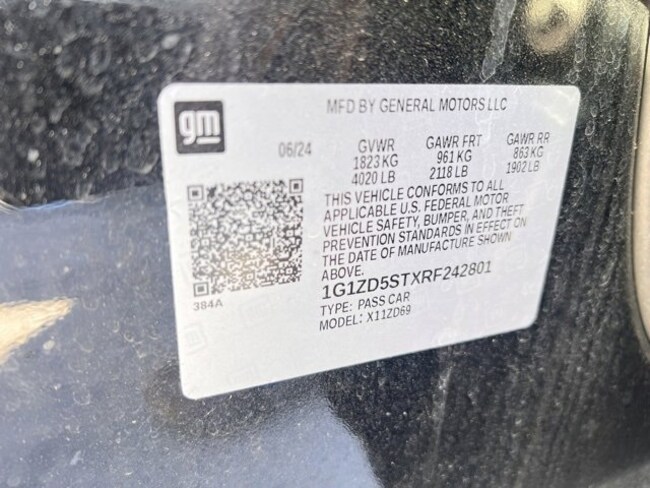 gm
MFD BY GENERAL MOTORS LLC
06/24
GVWR GAWR FRT GAWR RR
1823 KG 961 KG 863 KG
4020 LB 2118 LB 1902 LB
THIS VEHICLE CONFORMS TO ALL
APPLICABLE U.S. FEDERAL MOTOR
VEHICLE SAFETY, BUMPER, AND THEFT
PREVENTION STANDARDS IN EFFECT ON
THE DATE OF MANUFACTURE SHOWN
ABOVE.
384A
1G1ZD5STXRF242801
TYPE: PASS CAR
MODEL: X11ZD69